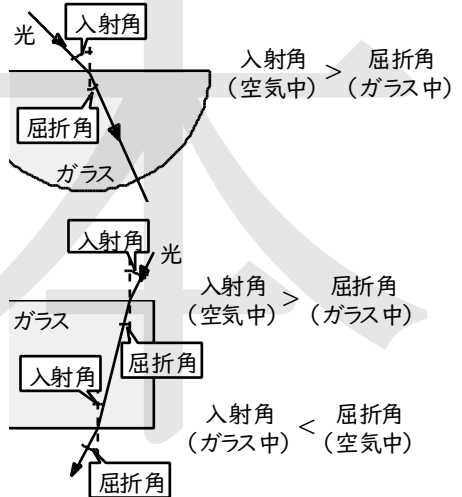 入射角
光
入射角 > 屈折角
(空気中) (ガラス中)
屈折角
ガラス
入射角
光
入射角 > 屈折角
(空気中) (ガラス中)
ガラス
屈折角
入射角
入射角 < 屈折角
(ガラス中) (空気中)
屈折角